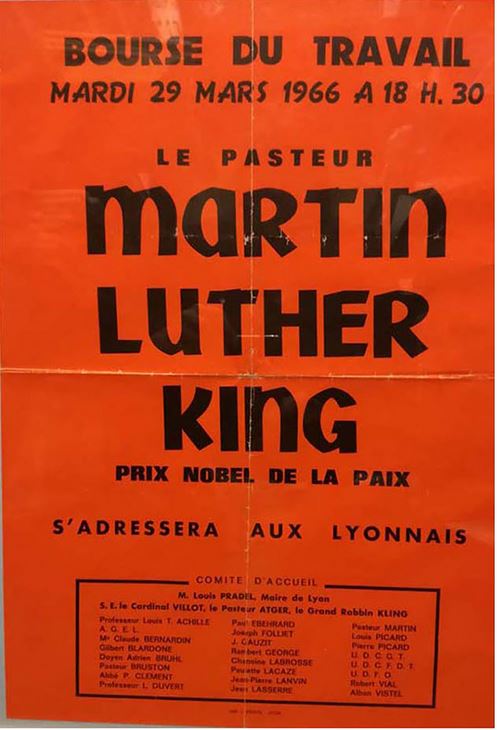 BOURSE DU TRAVAIL
MARDI 29 MARS 1966 A 18 H. 30
LE PASTEUR
MARTIN
LUTHER
KING
PRIX NOBEL DE LA PAIX
S'ADRESSERA AUX LYONNAIS
COMITE D'ACCUEIL
M. Louis PRADEL, Maire de Lyon
S. E. le Cardinal VILLOT, le Pasteur ATGER, le Grand Rabbin KLING
Professeur Louis T. ACHILLE
A. G. E. L.
Me Claude BERNARDIN
Gilbert BLARDONE
Doyen Adrien BRUHL
Pasteur BRUSTON
Abbé P. CLEMENT
Professeur L. DUVERT
Paul EBEHRARD
Joseph FOLLIET
J. GAUZIT
Rambert GEORGE
Chanoine LABROSSE
Paulette LACAZE
Jean-Pierre LANVIN
Jean LASSERRE
Pasteur MARTIN
Louis PICARD
Pierre PICARD
U. D. C. G. T.
U. D. C. F. D. T.
U. D. F. O.
Robert VIAL
Alban VISTEL